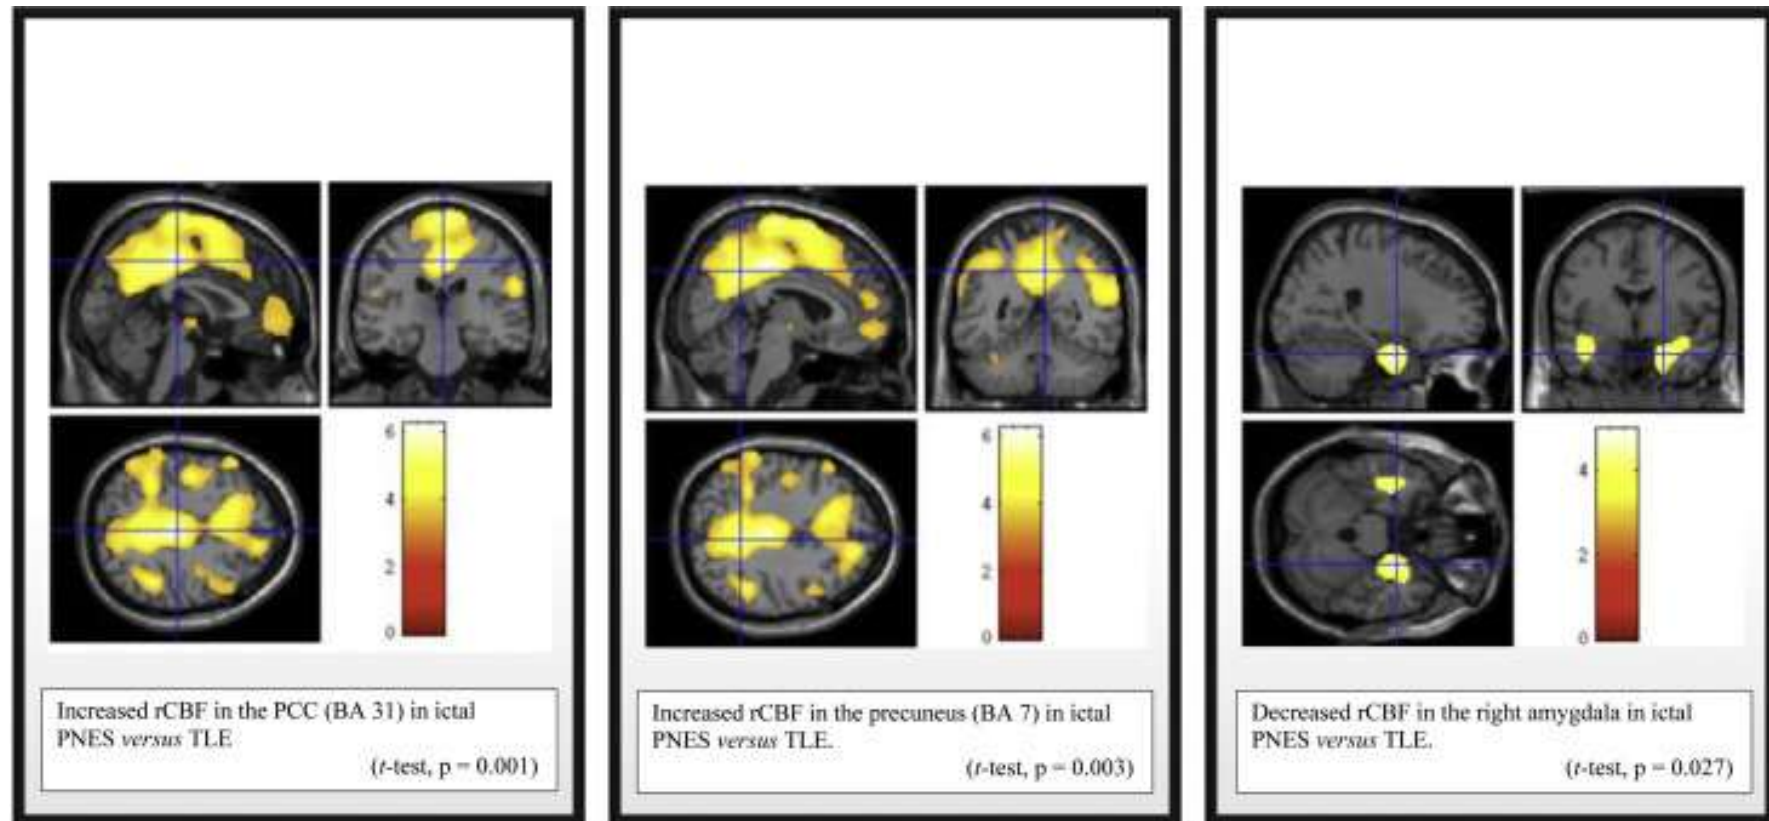 6
4
2
0
Increased rCBF in the PCC (BA 31) in ictal
PNES versus TLE
(t-test, p = 0.001)
6
4
2
0
Increased rCBF in the precuneus (BA 7) in ictal
PNES versus TLE.
(t-test, p = 0.003)
4
2
0
Decreased rCBF in the right amygdala in ictal
PNES versus TLE.
(t-test, p = 0.027)